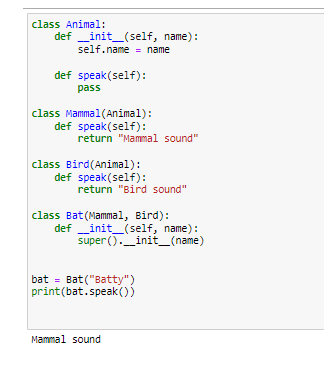 class Animal:
    def __init__(self, name):
        self.name = name

    def speak(self):
        pass

class Mammal(Animal):
    def speak(self):
        return "Mammal sound"

class Bird(Animal):
    def speak(self):
        return "Bird sound"

class Bat(Mammal, Bird):
    def __init__(self, name):
        super().__init__(name)


bat = Bat("Batty")
print(bat.speak())

Mammal sound